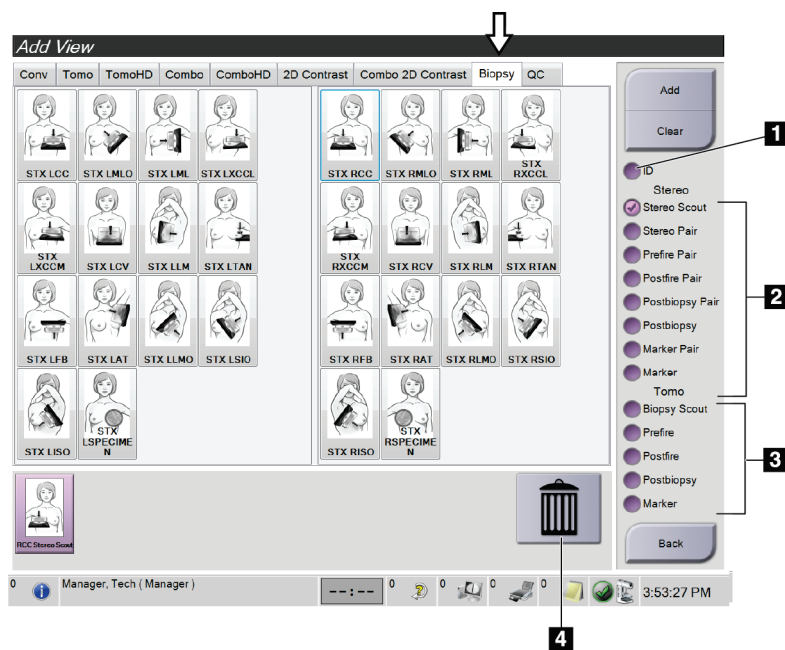 Add View
Conv Tomo TomoHD Combo ComboHD 2D Contrast Combo 2D Contrast Biopsy QC
STX LCC STX LMLO STX LML STX LXCCL
STX RCC STX RMLO STX RML STX
RXCCL
STX
LXCCM STX LCV STX LLM STX LTAN
STX
RXCCM STX RCV STX RLM STX RTAN
STX LFB STX LAT STX LLMO STX LSIO
STX RFB STX RAT STX RLMO STX RSIO
STX LISO STX
LSPECIME
N
STX RISO STX
RSPECIME
N
RCC Stereo Scout
Add
Clear
1
ID
Stereo
Stereo Scout
Stereo Pair
Prefire Pair
Postfire Pair
Postbiopsy Pair
Postbiopsy
Marker Pair
Marker
2
Tomo
Biopsy Scout
Prefire
Postfire
Postbiopsy
Marker
3
Back
0 Manager, Tech ( Manager ) --:-- 0 0 0 0 3:53:27 PM
4